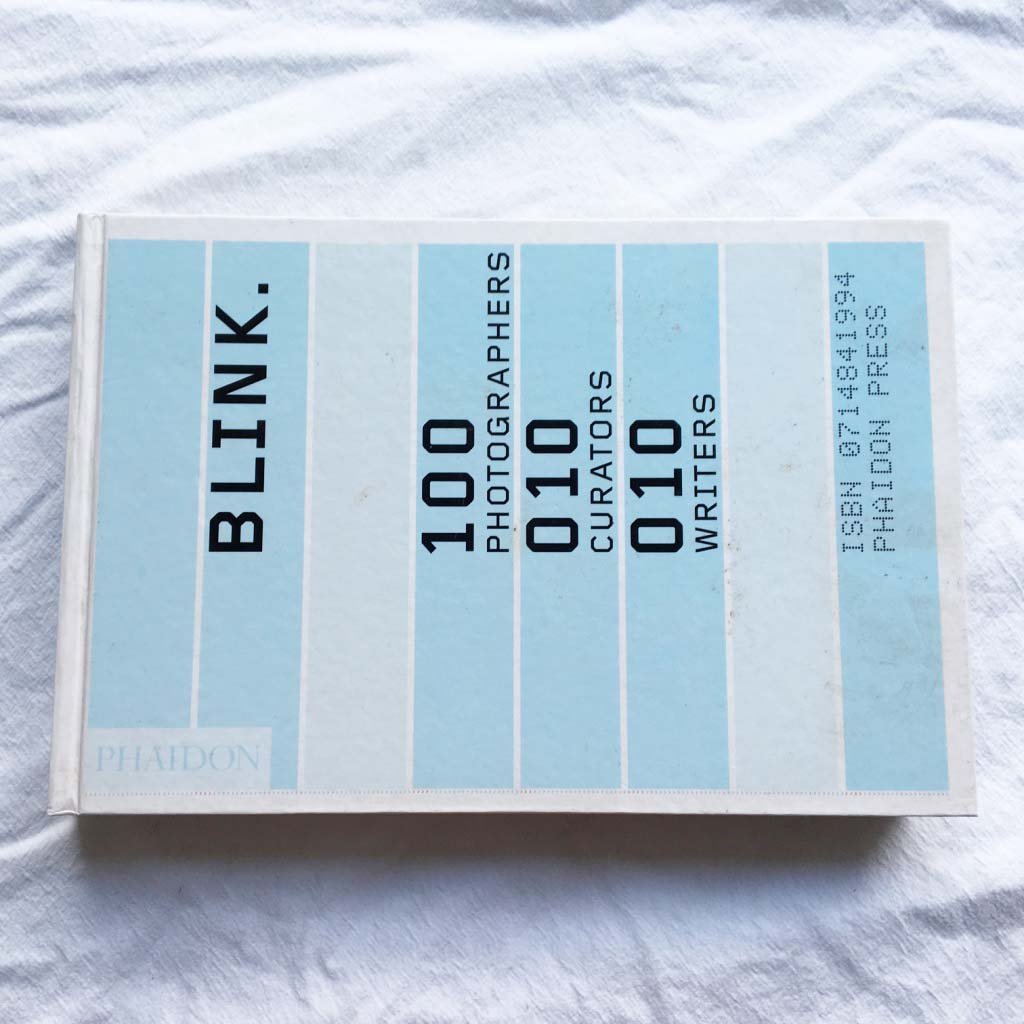 BLINK.
100
PHOTOGRAPHERS
010
CURATORS
010
WRITERS
ISBN 0714841994
PHAIDON PRESS
PHAIDON